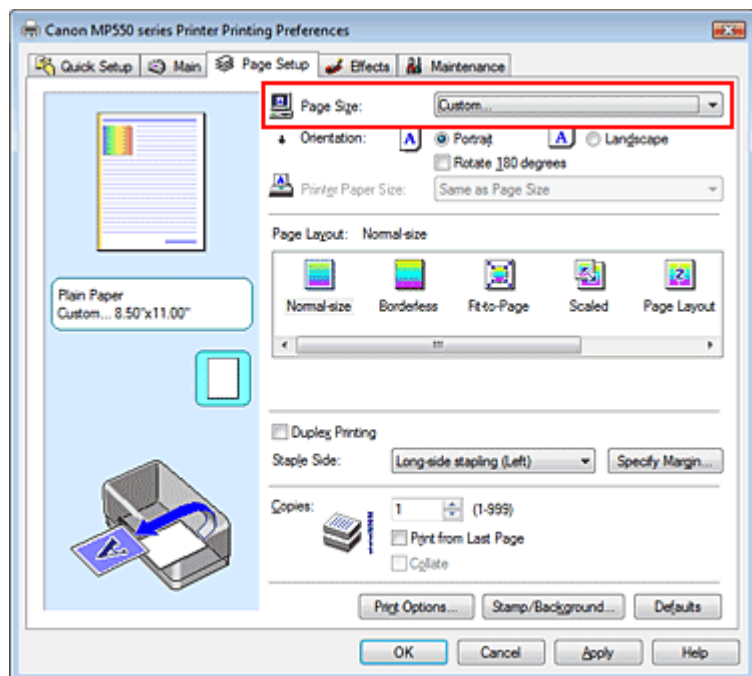 Canon MP550 series Printer Printing Preferences
Quick Setup Main Page Setup Effects Maintenance
Page Size: Custom...
Orientation: A Portrait A Landscape
Rotate 180 degrees
Printer Paper Size: Same as Page Size
Page Layout: Normal-size
Normal-size Borderless Fit-to-Page Scaled Page Layout
Plain Paper
Custom... 8.50"x11.00"
Duplex Printing
Staple Side: Long-side stapling (Left) Specify Margin...
Copies: 1 (1-999)
Print from Last Page
Collate
Print Options... Stamp/Background... Defaults
OK Cancel Apply Help